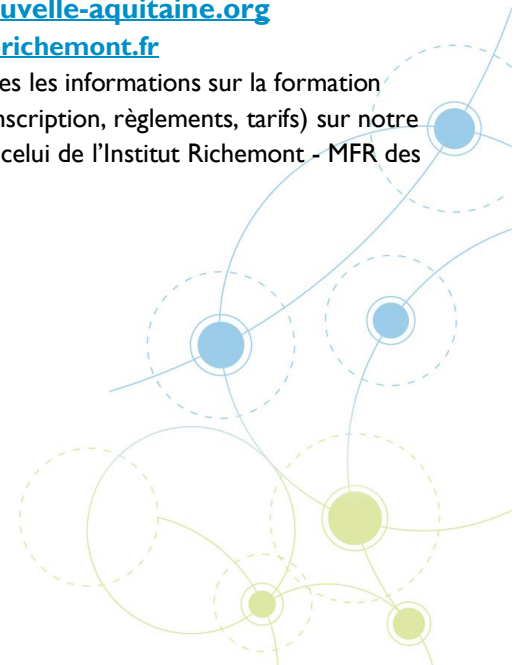 uvelle-aquitaine.org
richemont.fr
es les informations sur la formation
nscription, règlements, tarifs) sur notre
celui de l'Institut Richemont - MFR des